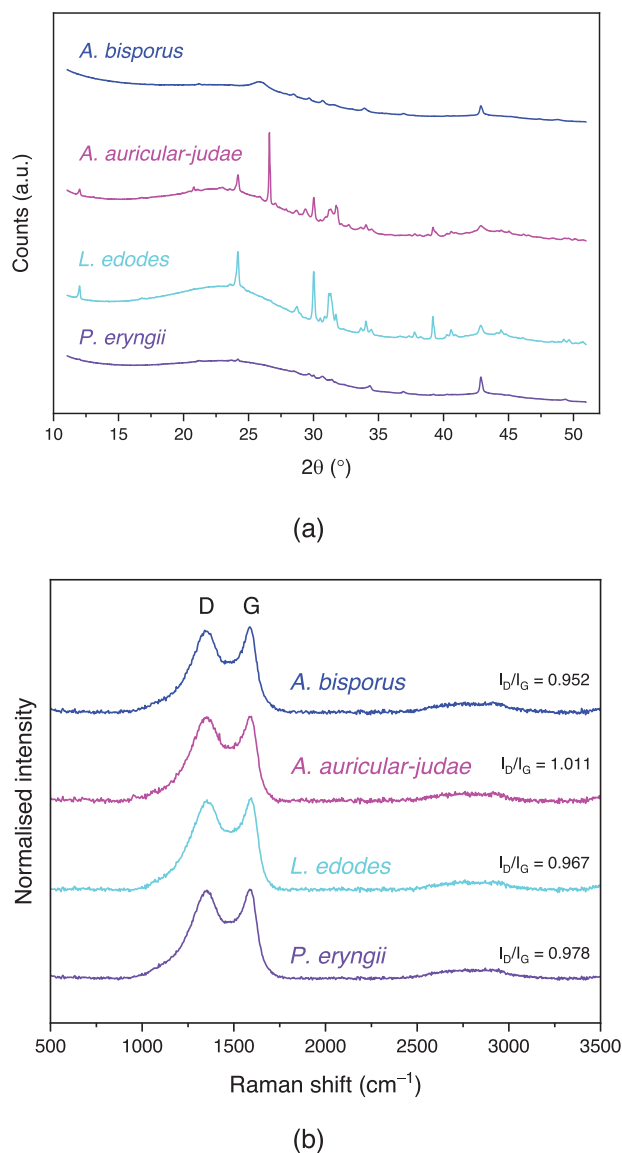 A. bisporus
A. auricular-judae
L. edodes
P. eryngii
Counts (a.u.)
10 15 20 25 30 35 40 45 50
2θ (°)
(a)
D G
A. bisporus I_D/I_G = 0.952
A. auricular-judae I_D/I_G = 1.011
L. edodes I_D/I_G = 0.967
P. eryngii I_D/I_G = 0.978
Normalised intensity
500 1000 1500 2000 2500 3000 3500
Raman shift (cm⁻¹)
(b)